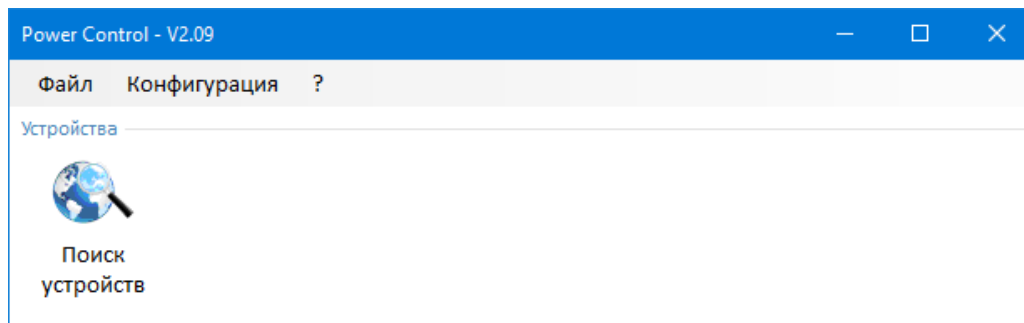 Power Control - V2.09
Файл Конфигурация ?
Устройства
Поиск
устройств